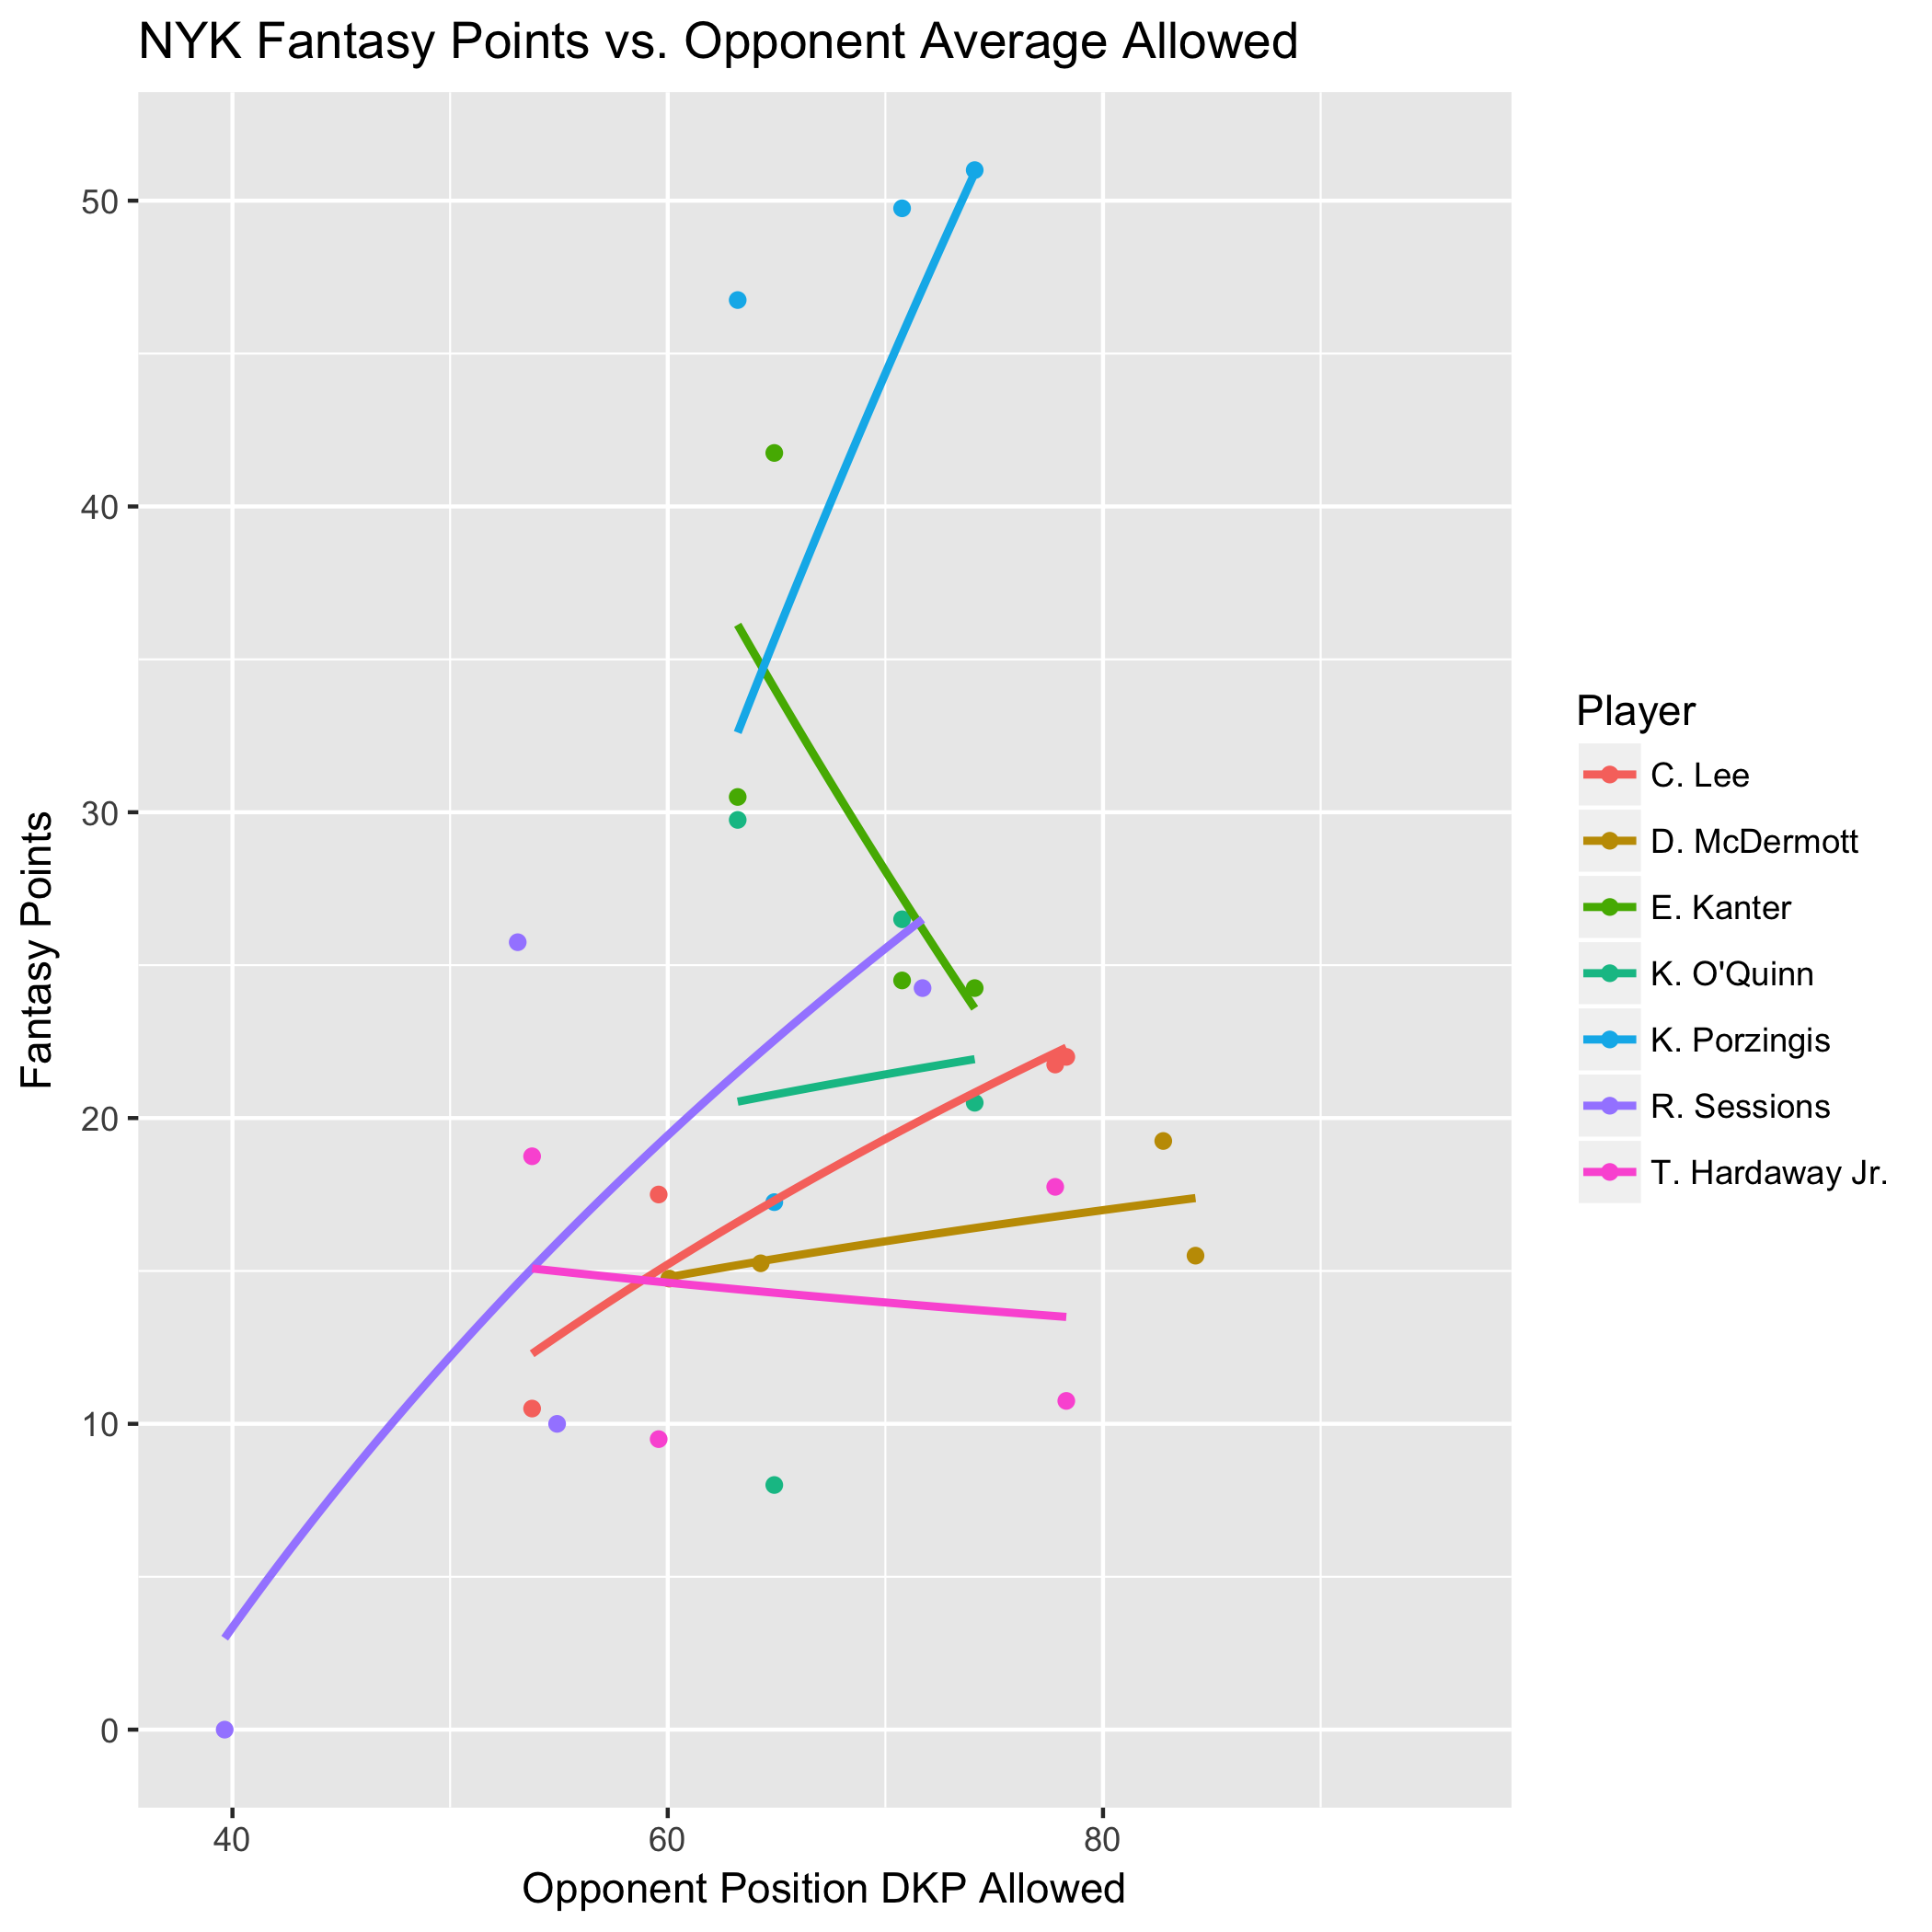 NYK Fantasy Points vs. Opponent Average Allowed
50
40
30
20
10
0
Fantasy Points
40 60 80
Opponent Position DKP Allowed
Player
C. Lee
D. McDermott
E. Kanter
K. O'Quinn
K. Porzingis
R. Sessions
T. Hardaway Jr.